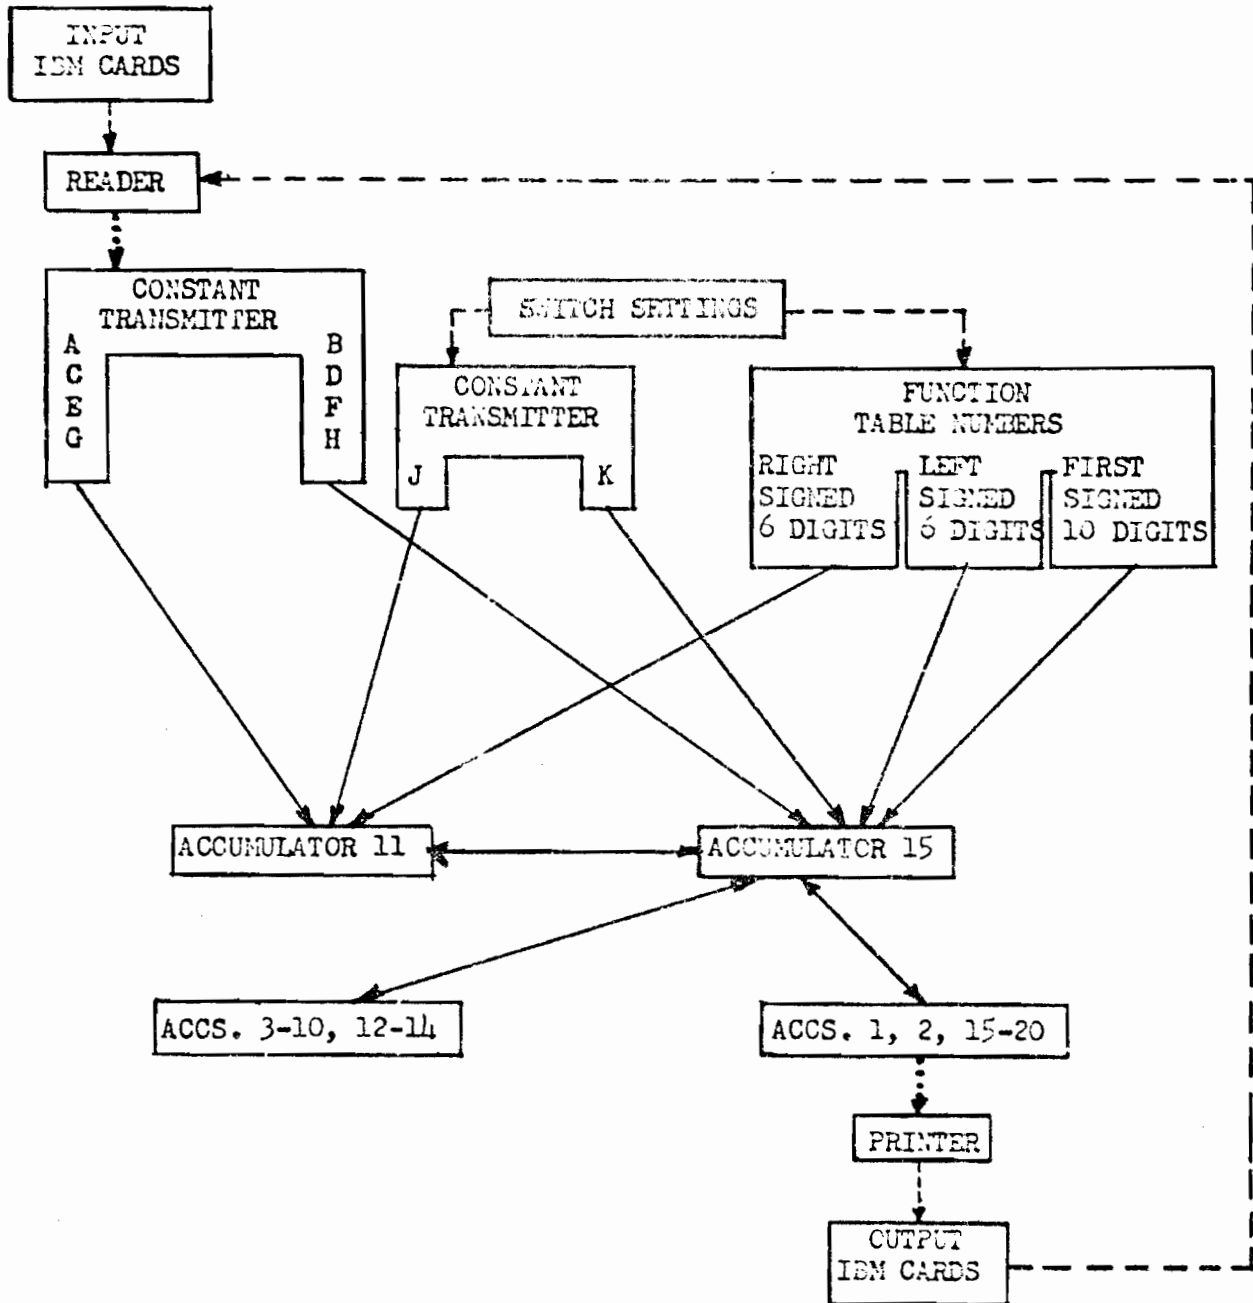 INPUT
IBM CARDS
READER
CONSTANT
TRANSMITTER
A
C
E
G
B
D
F
H
SWITCH SETTINGS
CONSTANT
TRANSMITTER
J
K
FUNCTION
TABLE NUMBERS
RIGHT
SIGNED
6 DIGITS
LEFT
SIGNED
6 DIGITS
FIRST
SIGNED
10 DIGITS
ACCUMULATOR 11
ACCUMULATOR 15
ACCS. 3-10, 12-14
ACCS. 1, 2, 15-20
PRINTER
OUTPUT
IBM CARDS